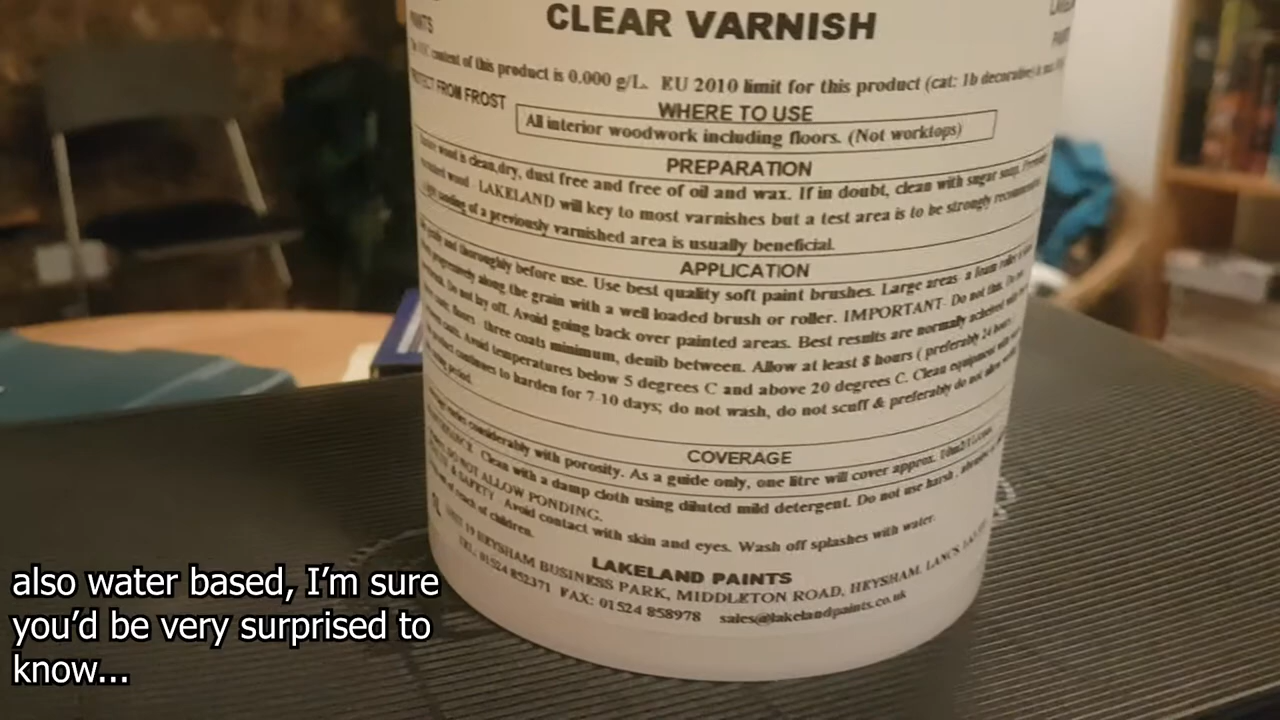 CLEAR VARNISH
content of this product is 0.000 g/L. EU 2010 limit for this product (cat: 1b decorative)
FROM FROST
WHERE TO USE
All interior woodwork including floors. (Not worktops)
PREPARATION
wood is clean, dry, dust free and free of oil and wax. If in doubt, clean with sugar soap.
wood. LAKELAND will key to most varnishes but a test area is to be strongly
of a previously varnished area is usually beneficial.
APPLICATION
and thoroughly before use. Use best quality soft paint brushes. Large areas a foam roller
along the grain with a well loaded brush or roller. IMPORTANT Do not
Do not lay off. Avoid going back over painted areas. Best results are normally achieved
floors three coats minimum, denib between. Allow at least 8 hours ( preferably 24 hours
Avoid temperatures below 5 degrees C and above 20 degrees C. Clean equipment
continues to harden for 7-10 days; do not wash, do not scuff & preferably do not allow
period.
COVERAGE
considerably with porosity. As a guide only, one litre will cover approx.
Clean with a damp cloth using diluted mild detergent. Do not use harsh,
DO NOT ALLOW PONDING.
& SAFETY Avoid contact with skin and eyes. Wash off splashes with water.
of reach of children.
LAKELAND PAINTS
19 HEYSHAM BUSINESS PARK, MIDDLETON ROAD, HEYSHAM. LANCS.
TEL. 01524 852371 FAX: 01524 858978 sales@lakelandpaints.co.uk
also water based, I'm sure
you'd be very surprised to
know...